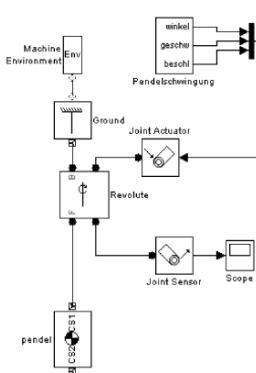 Machine
Environment
Env
winkel
geschw
beschl
Pendelschwingung
Ground
Joint Actuator
B
F
Revolute
Joint Sensor
Scope
pendel
CS2
CS1